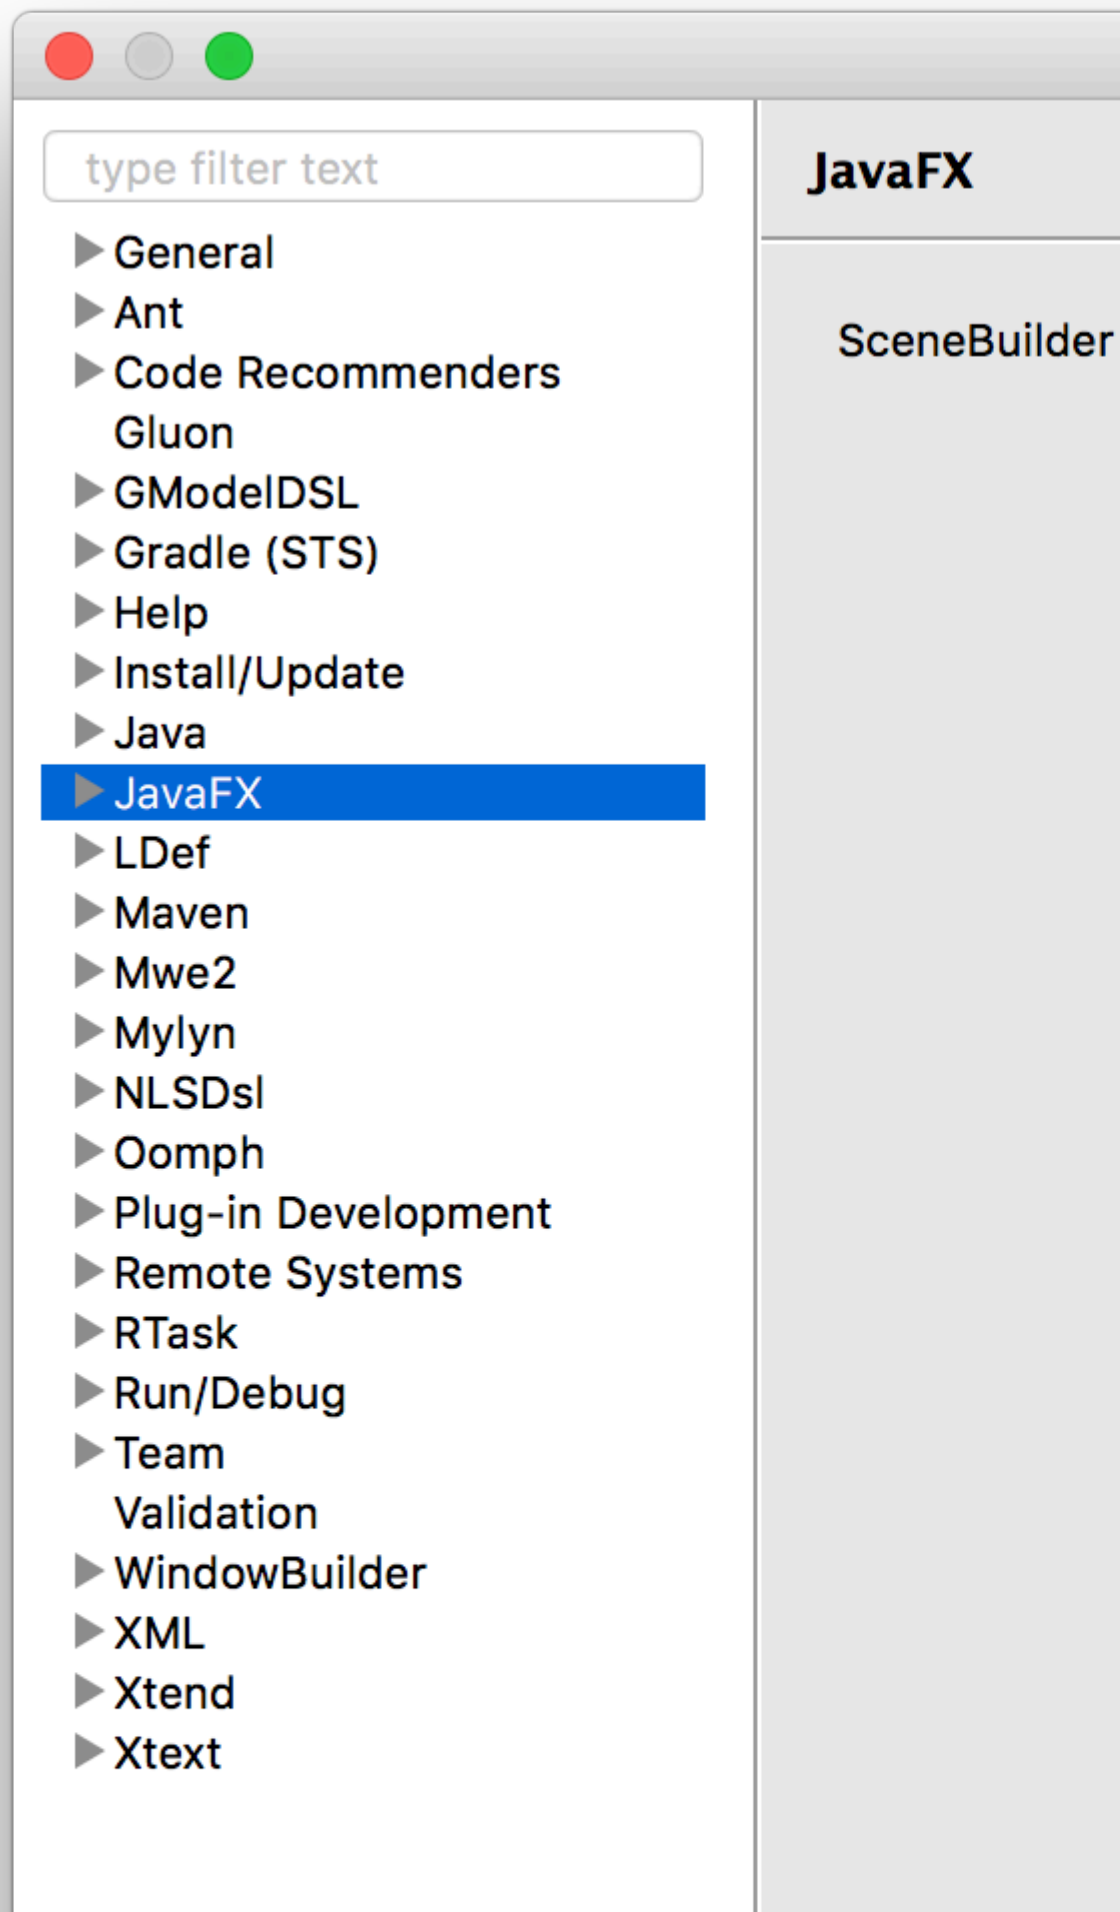 type filter text
General
Ant
Code Recommenders
Gluon
GModelDSL
Gradle (STS)
Help
Install/Update
Java
JavaFX
LDef
Maven
Mwe2
Mylyn
NLSDsl
Oomph
Plug-in Development
Remote Systems
RTask
Run/Debug
Team
Validation
WindowBuilder
XML
Xtend
Xtext
JavaFX
SceneBuilder